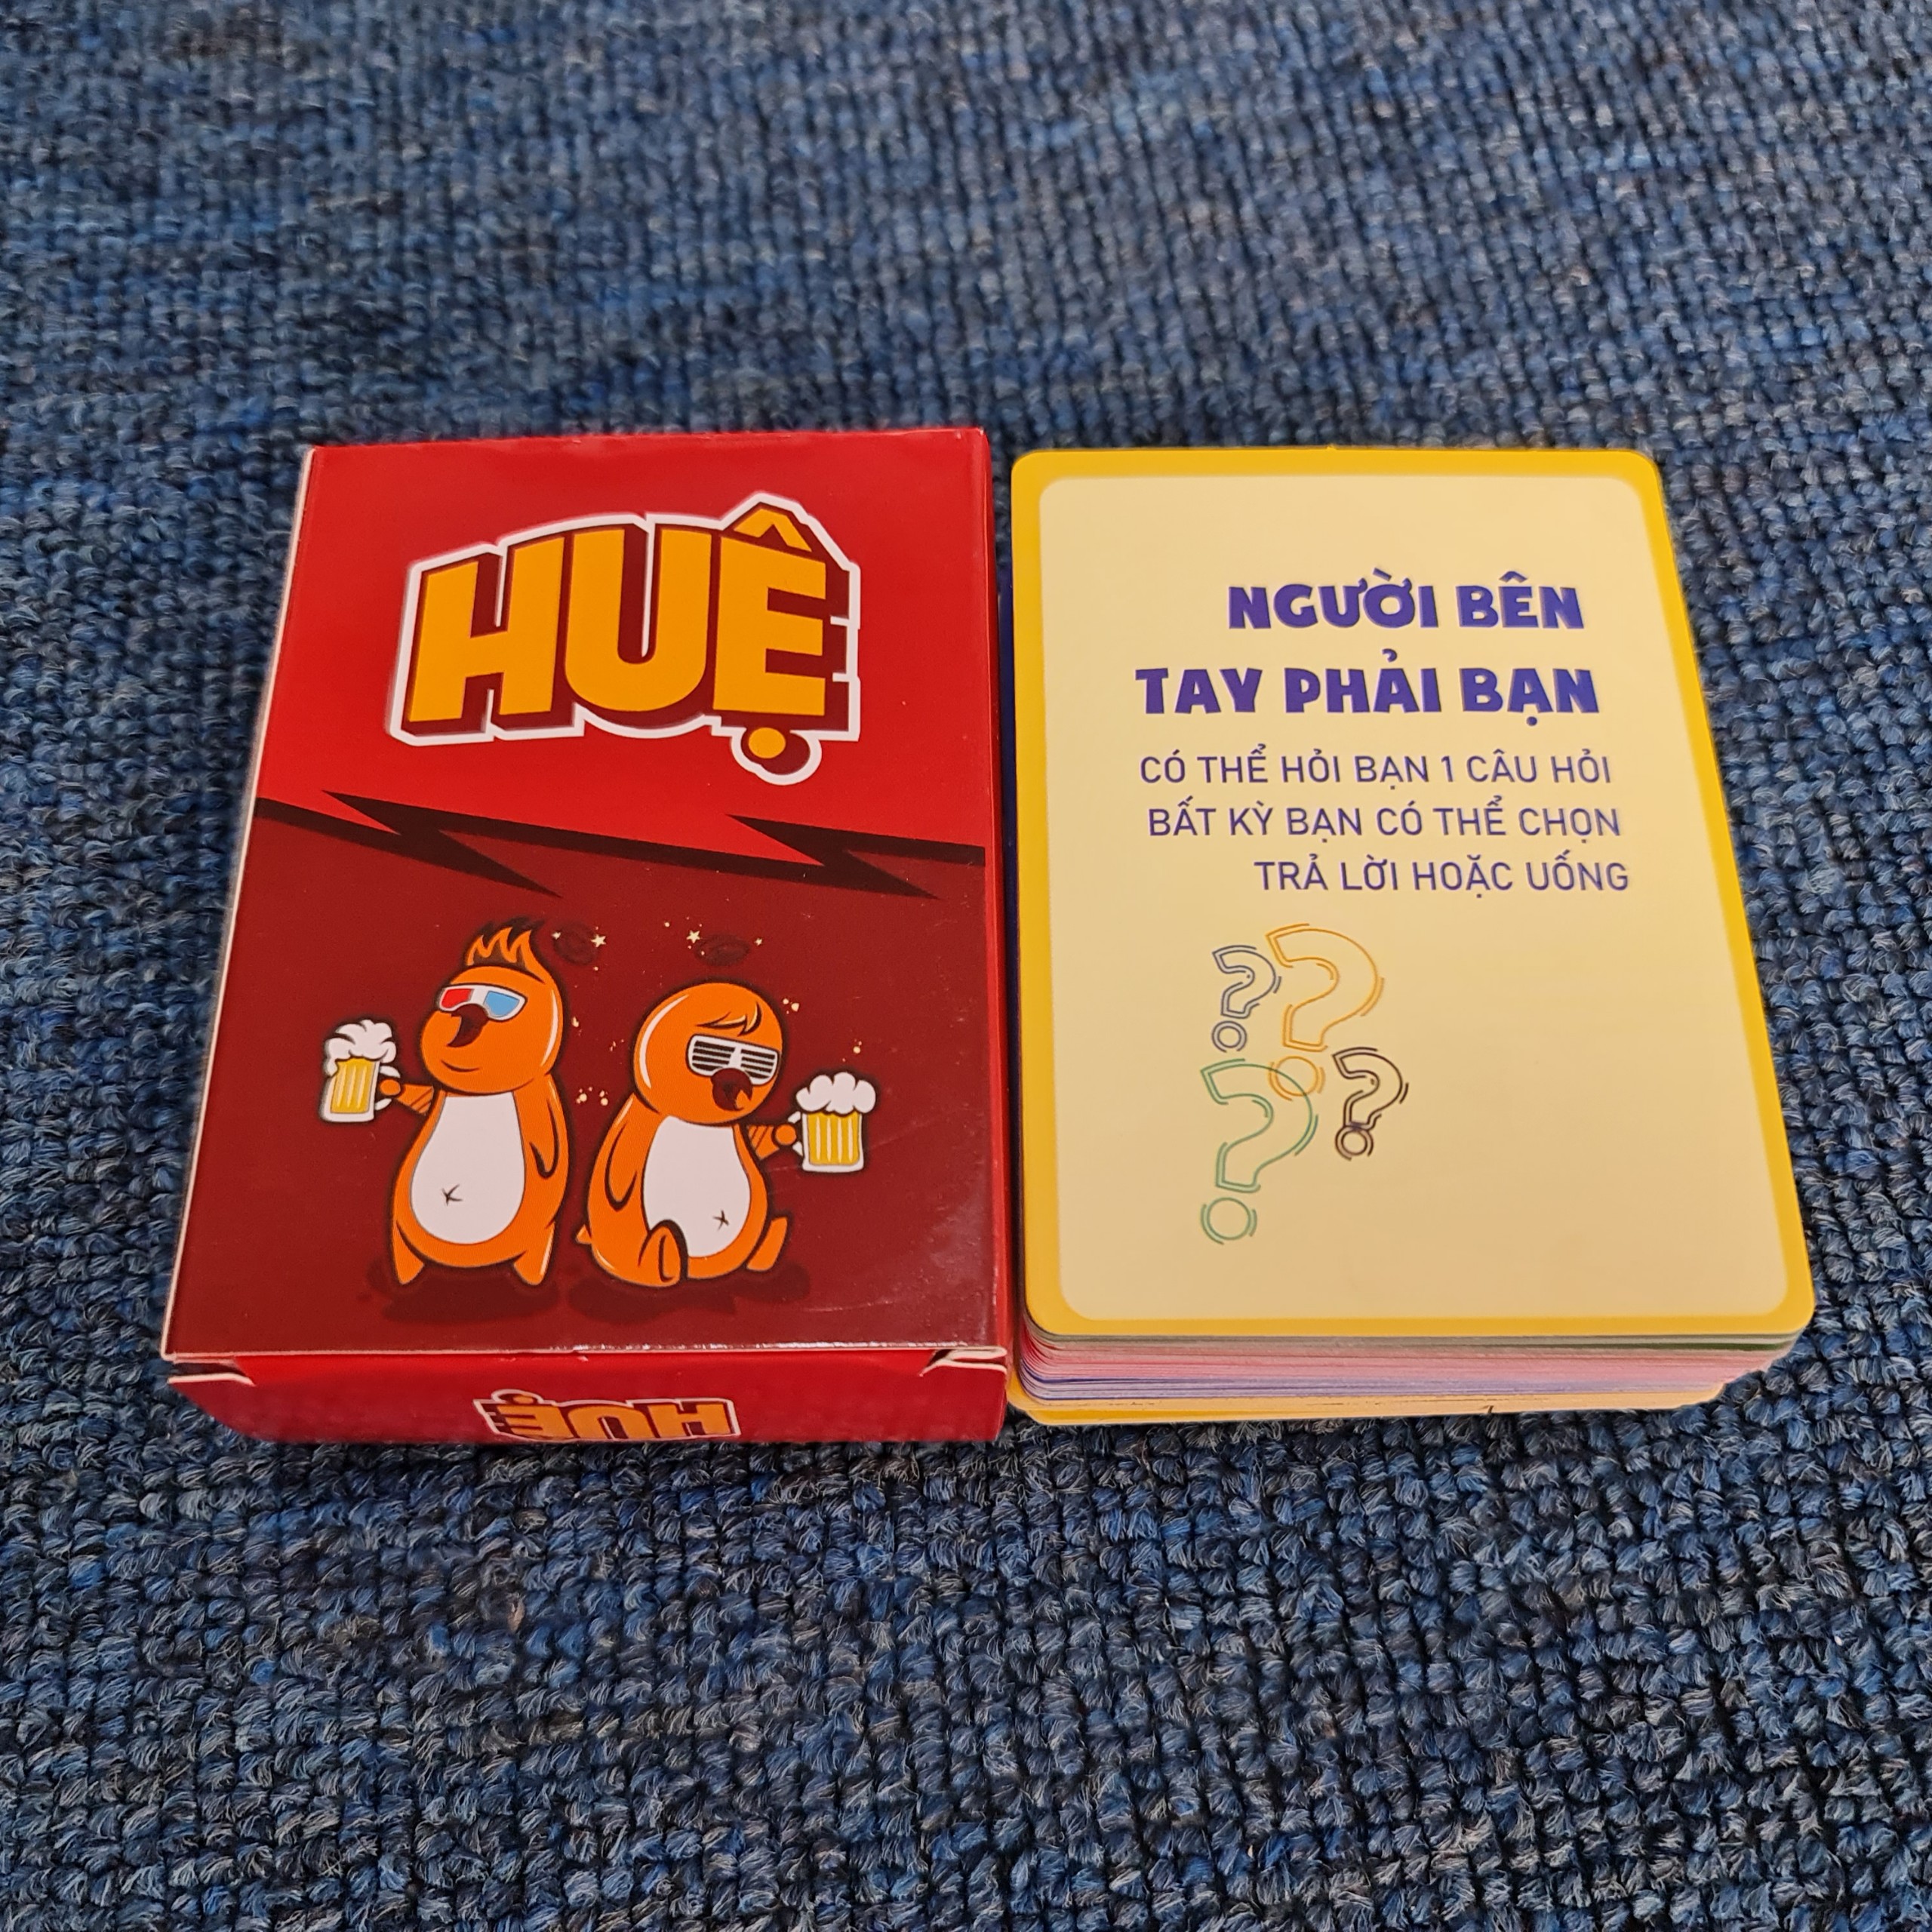 HUỆ
HUỆ
NGƯỜI BÊN
TAY PHẢI BẠN
CÓ THỂ HỎI BẠN 1 CÂU HỎI
BẤT KỲ BẠN CÓ THỂ CHỌN
TRẢ LỜI HOẶC UỐNG